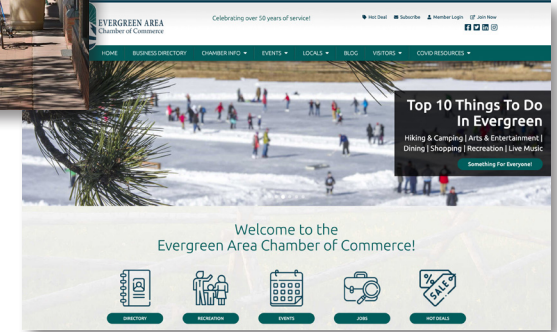 EVERGREEN AREA
Chamber of Commerce
Celebrating over 50 years of service!
Hot Deal Subscribe Member Login Join Now
HOME BUSINESS DIRECTORY CHAMBER INFO EVENTS LOCALS BLOG VISITORS COVID RESOURCES
Top 10 Things To Do
In Evergreen
Hiking & Camping | Arts & Entertainment |
Dining | Shopping | Recreation | Live Music
Something For Everyone!
Welcome to the
Evergreen Area Chamber of Commerce!
% SALE
DIRECTORY RECREATION EVENTS JOBS HOT DEALS